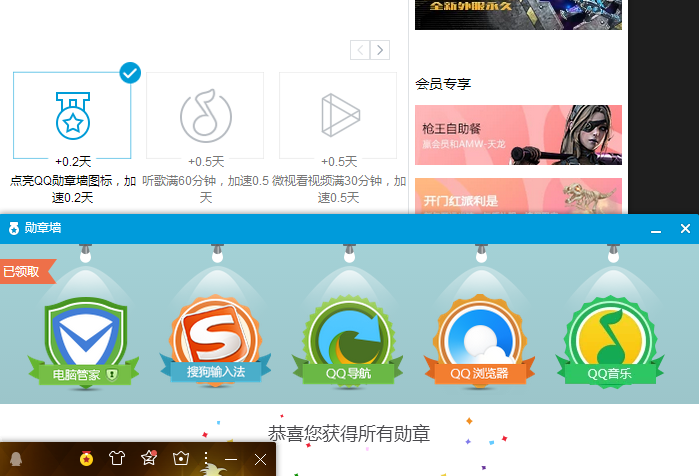 全新外服永久
会员专享
枪王自助餐
赢会员和AMW-天龙
开门红派利是
+0.2天
点亮QQ勋章墙图标，加
速0.2天
+0.5天
听歌满60分钟，加速0.5
天
+0.5天
微视看视频满30分钟，加
速0.5天
勋章墙
已领取
电脑管家
搜狗输入法
QQ导航
QQ浏览器
QQ音乐
恭喜您获得所有勋章